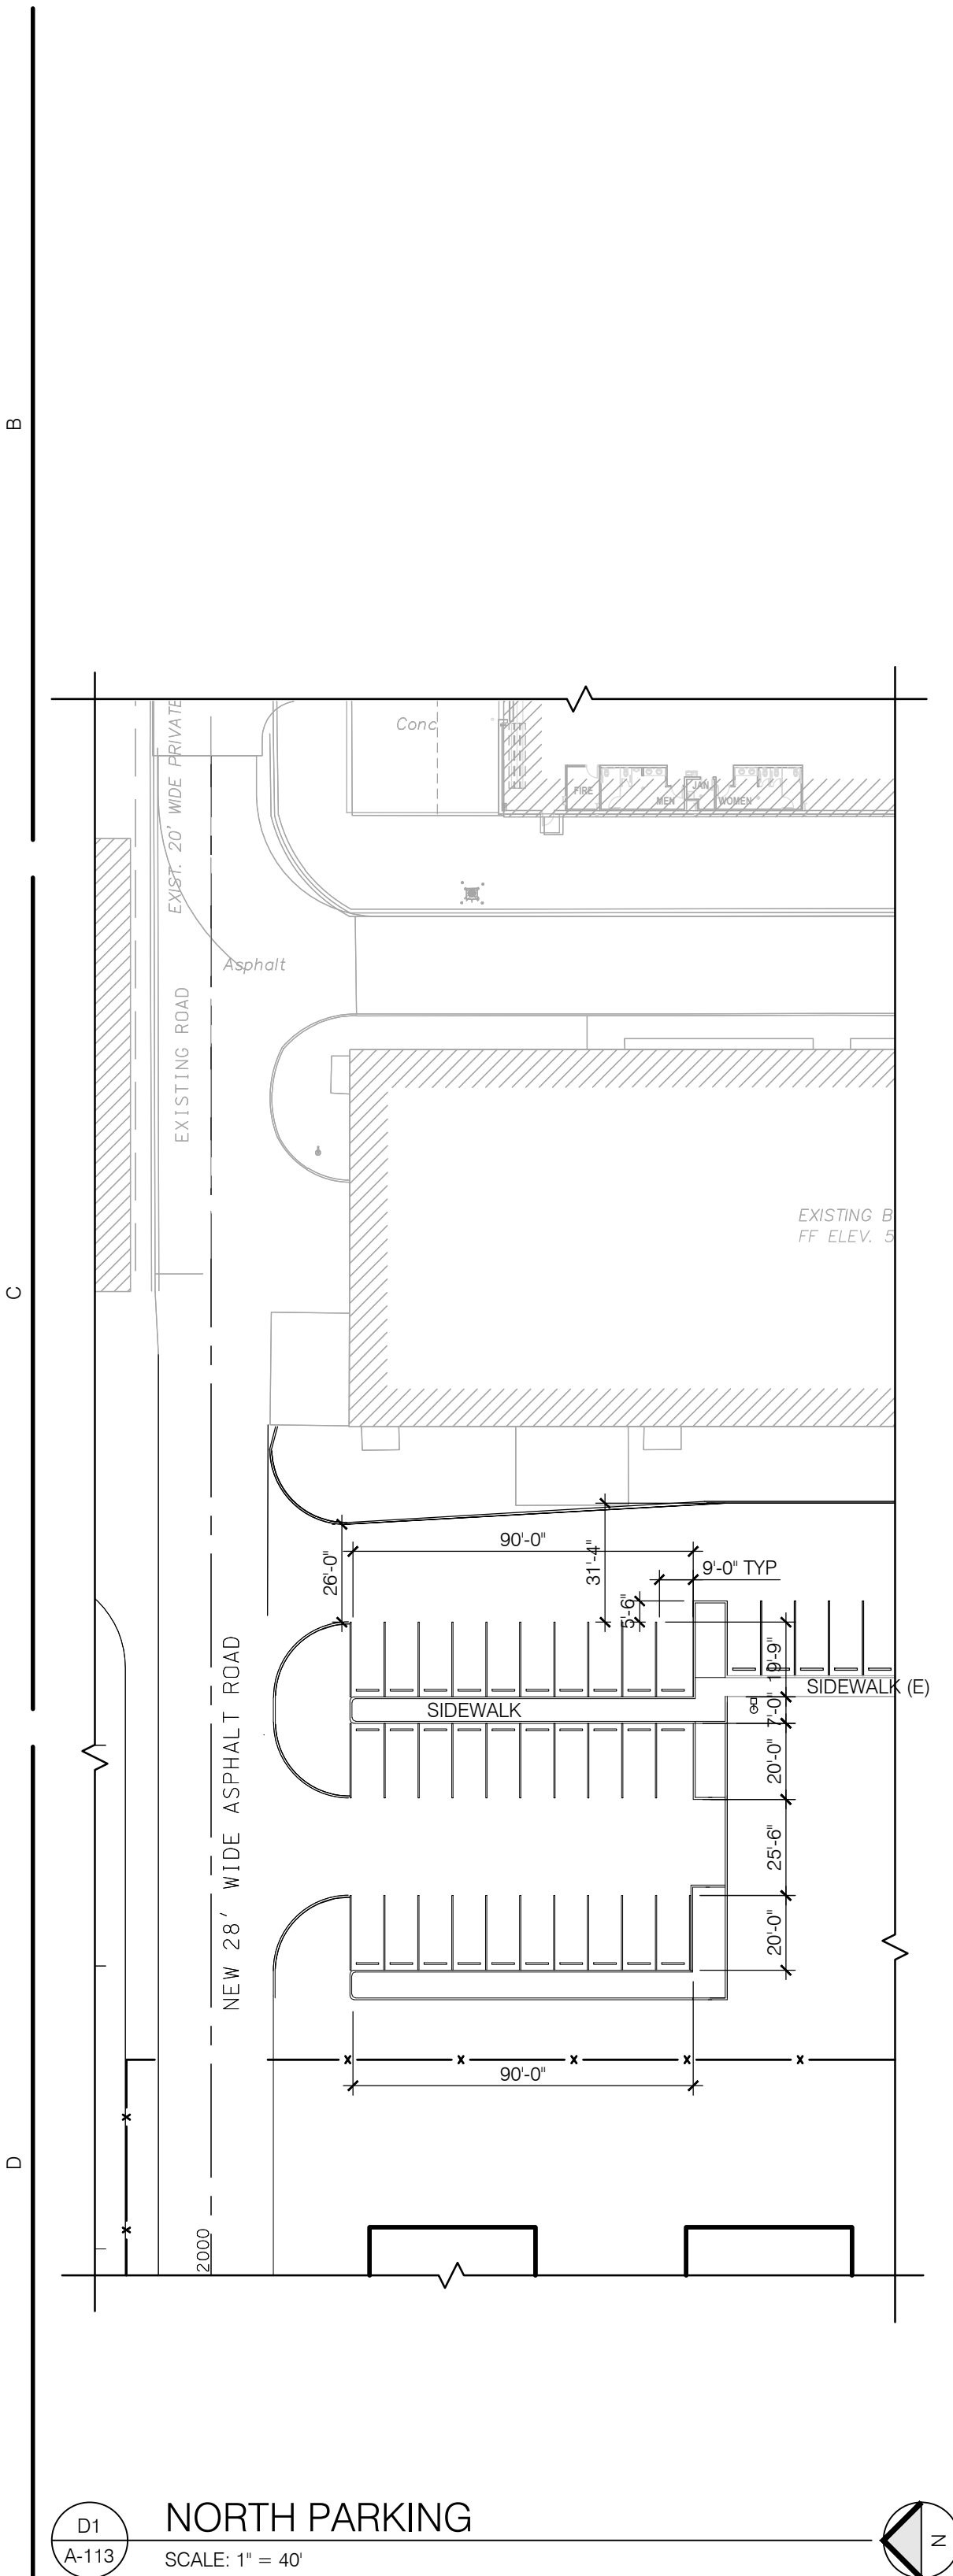 B
EXIST. 20' WIDE PRIVATE
Conc
FIRE
MEN
JAN
WOMEN
Asphalt
EXISTING ROAD
EXISTING B
FF ELEV. 5
C
90'-0"
26'-0"
31'-4"
9'-0" TYP
5'-6"
19'-9"
SIDEWALK (E)
SIDEWALK
7'-0"
20'-0"
25'-6"
20'-0"
NEW 28' WIDE ASPHALT ROAD
90'-0"
D
2000
D1
A-113
NORTH PARKING
SCALE: 1" = 40'
N